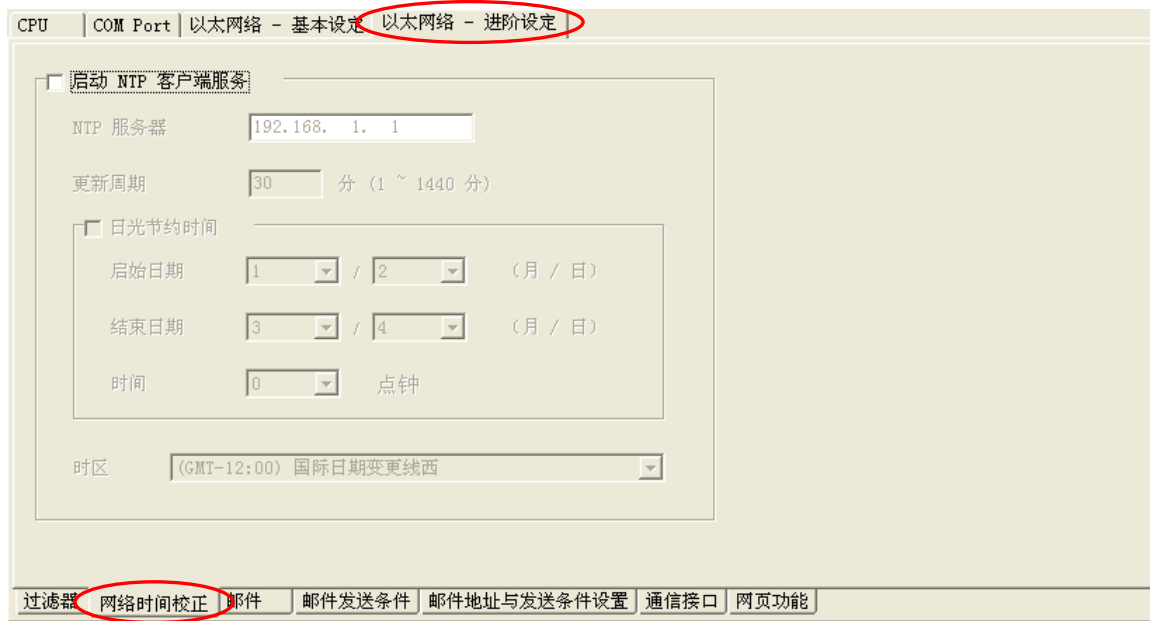 CPU COM Port 以太网络 - 基本设定 以太网络 - 进阶设定
启动 NTP 客户端服务
NTP 服务器 192.168. 1. 1
更新周期 30 分 (1 ~ 1440 分)
日光节约时间
启始日期 1 / 2 (月 / 日)
结束日期 3 / 4 (月 / 日)
时间 0 点钟
时区 (GMT-12:00) 国际日期变更线西
过滤器 网络时间校正 邮件 邮件发送条件 邮件地址与发送条件设置 通信接口 网页功能